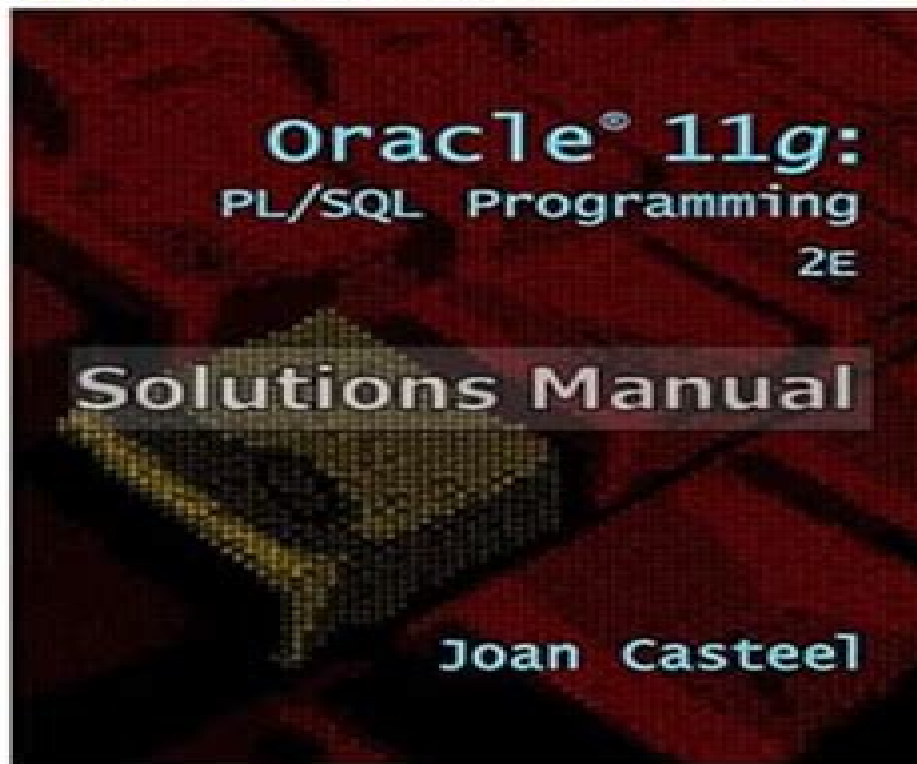 Oracle® 11g:
PL/SQL Programming
2E
Solutions Manual
Joan Casteel